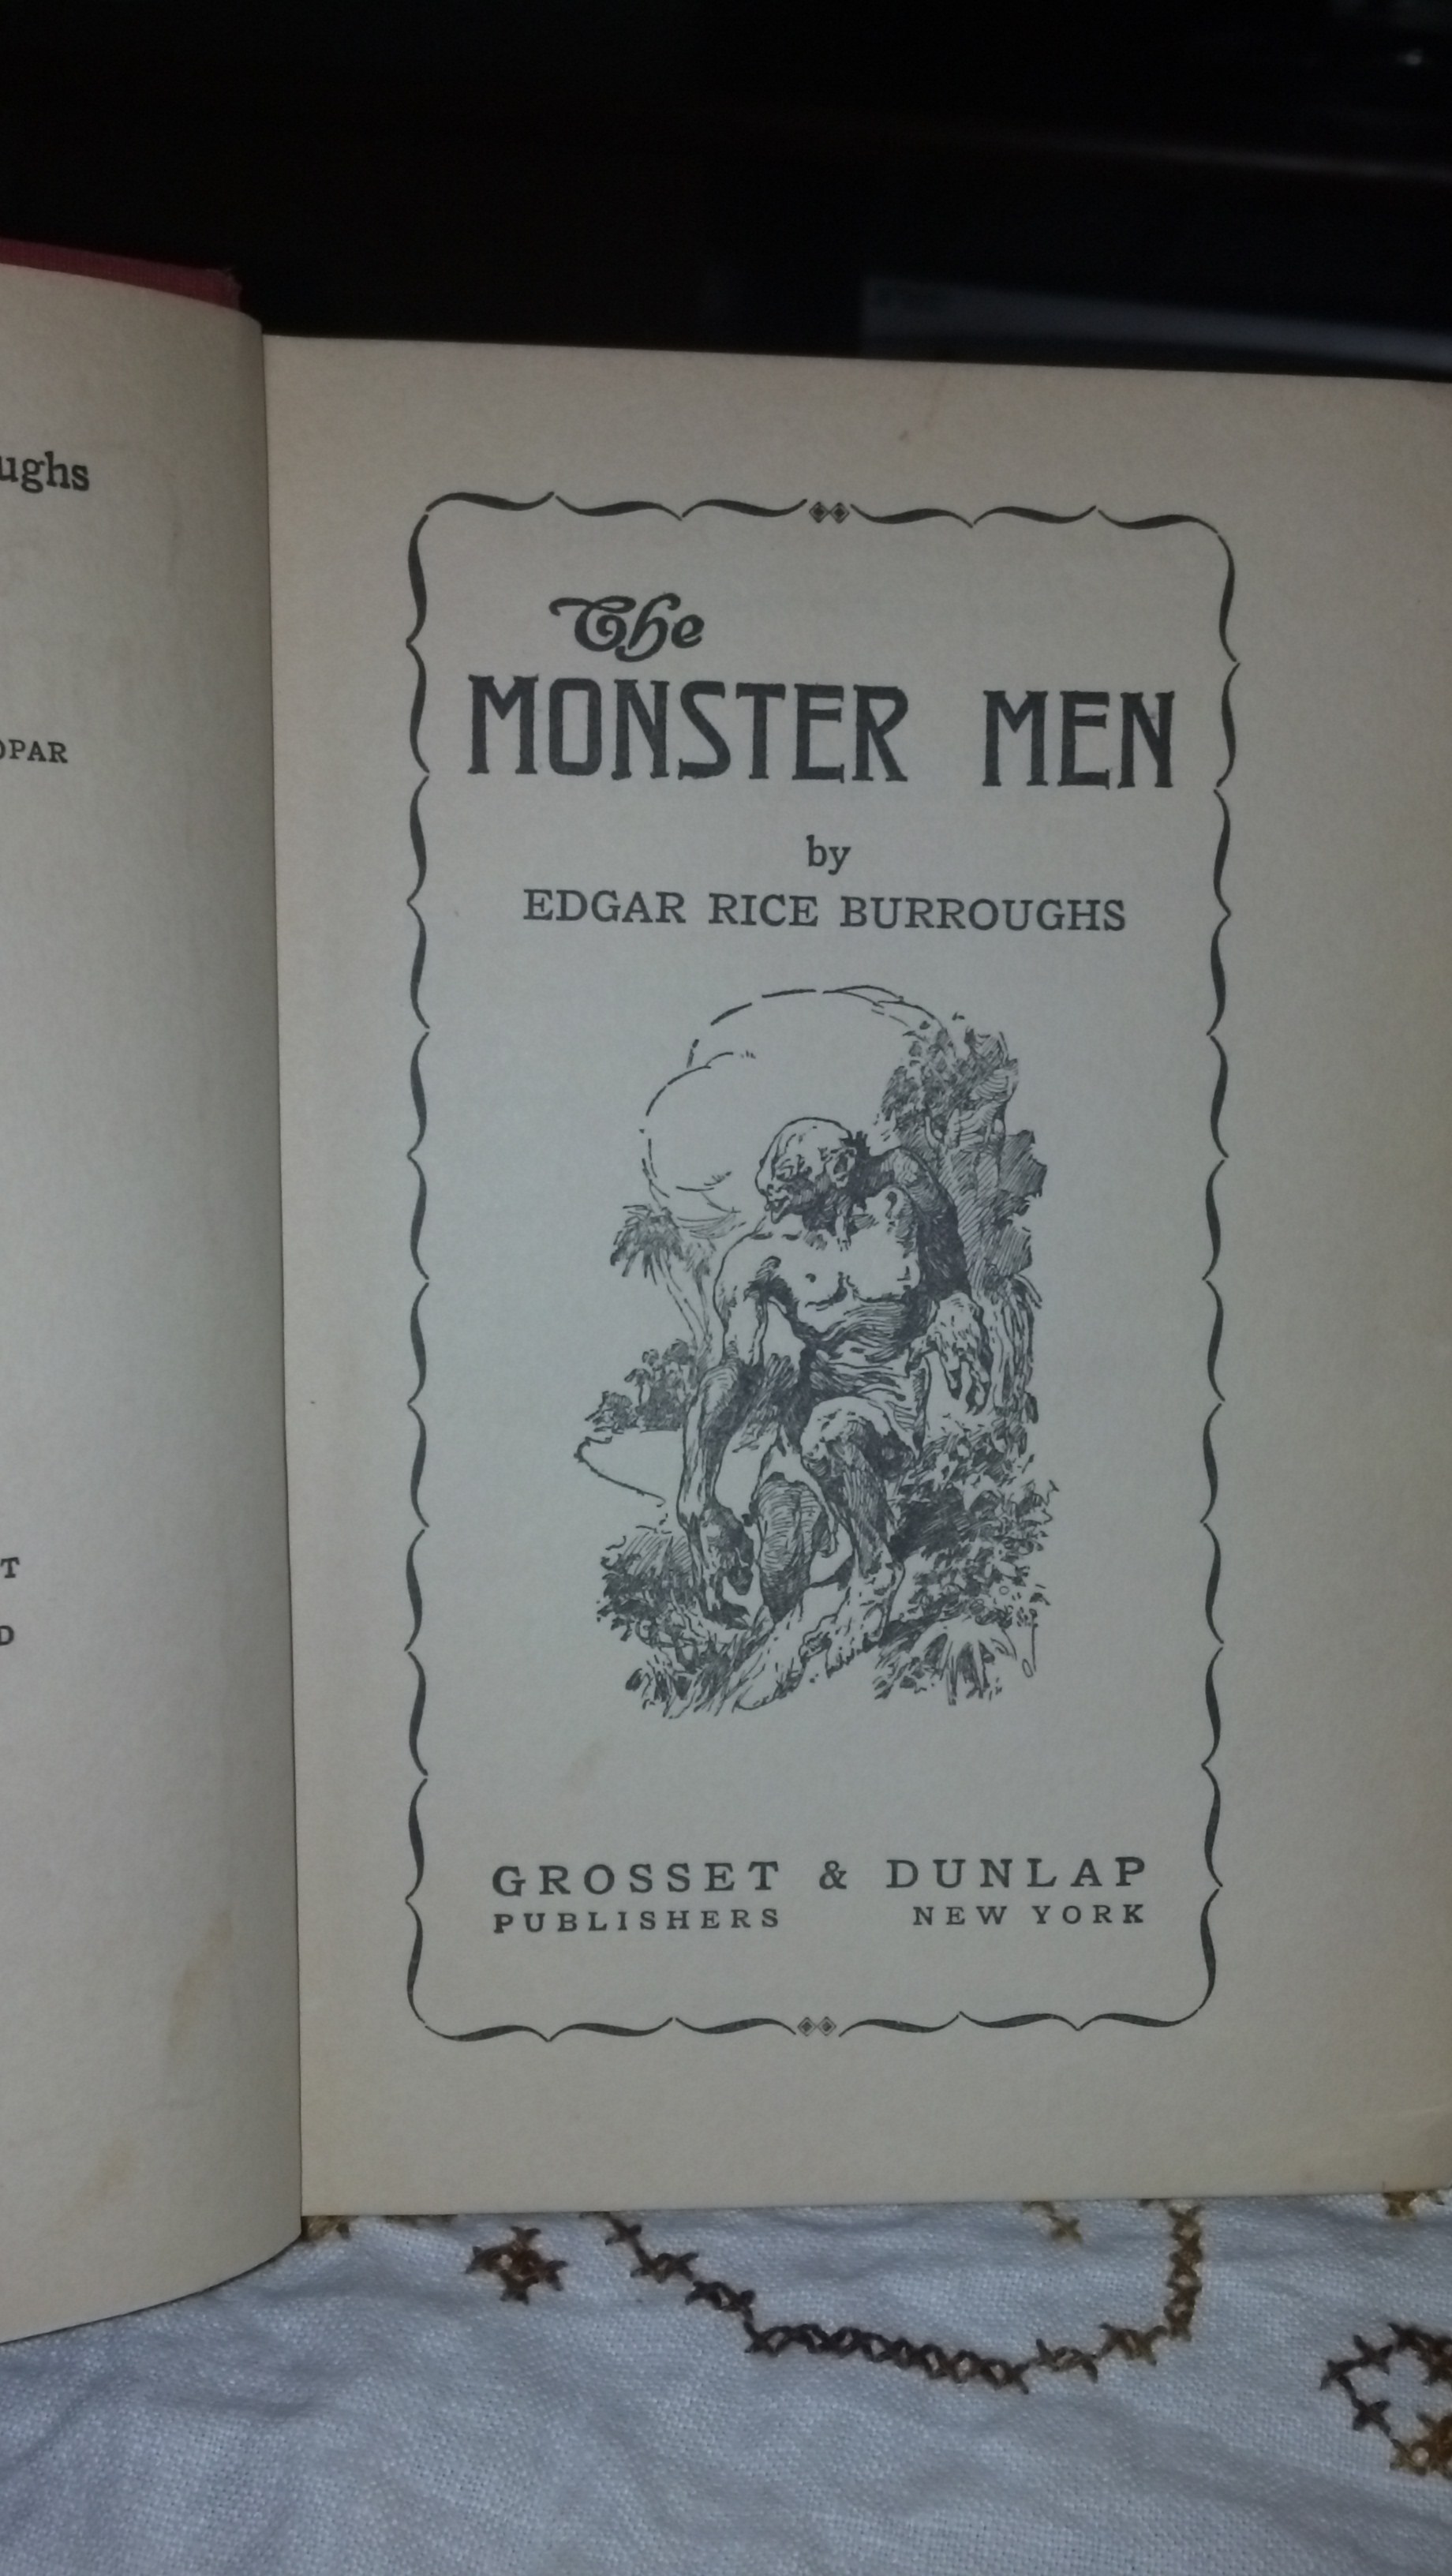 ughs
OPAR
T
D
The
MONSTER MEN
by
EDGAR RICE BURROUGHS
GROSSET & DUNLAP
PUBLISHERS NEW YORK